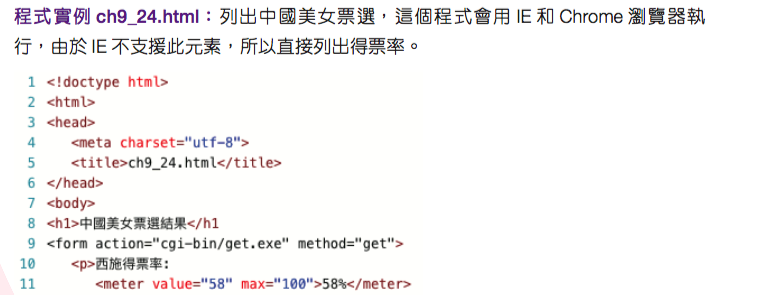 程式實例 ch9_24.html：列出中國美女票選，這個程式會用 IE 和 Chrome 瀏覽器執
行，由於 IE 不支援此元素，所以直接列出得票率。
1 <!doctype html>
2 <html>
3 <head>
4 <meta charset="utf-8">
5 <title>ch9_24.html</title>
6 </head>
7 <body>
8 <h1>中國美女票選結果</h1
9 <form action="cgi-bin/get.exe" method="get">
10 <p>西施得票率:
11 <meter value="58" max="100">58%</meter>